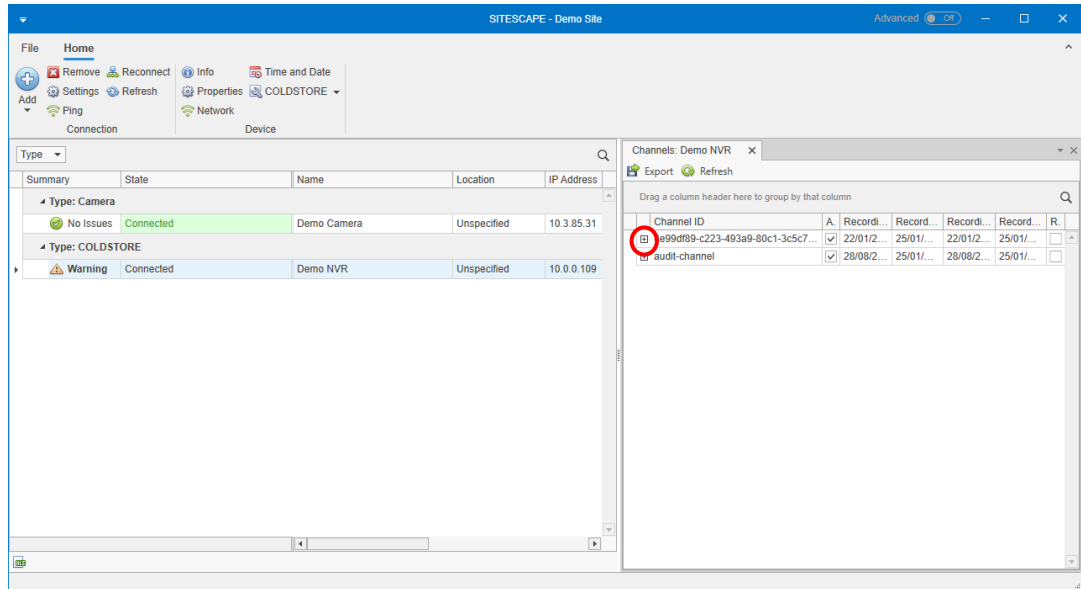 SITESCAPE - Demo Site
Advanced Off
File Home
Add
Remove Reconnect
Settings Refresh
Ping
Connection
Info Time and Date
Properties COLDSTORE
Network
Device
Type
Summary State Name Location IP Address
Type: Camera
No Issues Connected Demo Camera Unspecified 10.3.85.31
Type: COLDSTORE
Warning Connected Demo NVR Unspecified 10.0.0.109
Channels: Demo NVR
Export Refresh
Drag a column header here to group by that column
Channel ID A. Recordi... Record... Recordi... Record... R.
e99df89-c223-493a9-80c1-3c5c7... 22/01/2... 25/01/... 22/01/2... 25/01/...
audit-channel 28/08/2... 25/01/... 28/08/2... 25/01/...